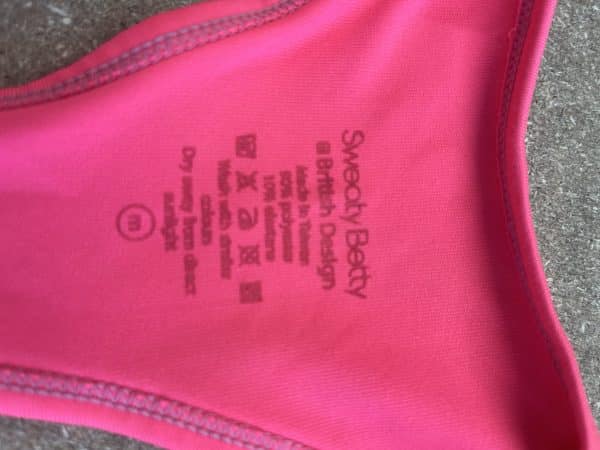 Sweaty Betty
British Design
Made in Taiwan
90% polyester
10% elastane
Wash with similar
colours
Dry away from direct
sunlight
m